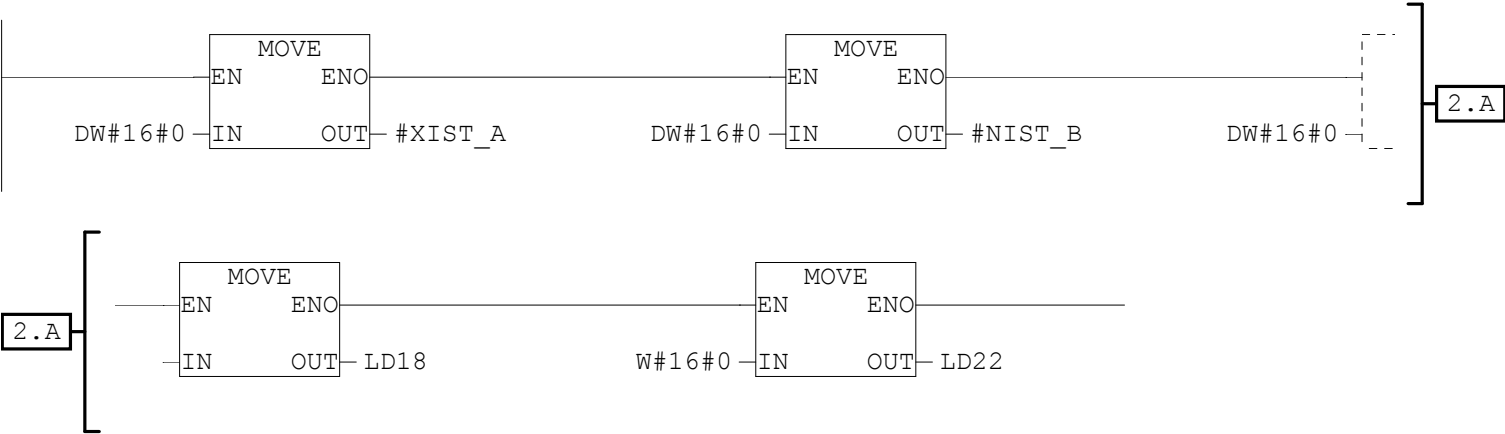 MOVE MOVE
EN ENO EN ENO
2.A
DW#16#0 IN OUT #XIST_A DW#16#0 IN OUT #NIST_B DW#16#0
MOVE MOVE
EN ENO EN ENO
2.A
IN OUT LD18 W#16#0 IN OUT LD22